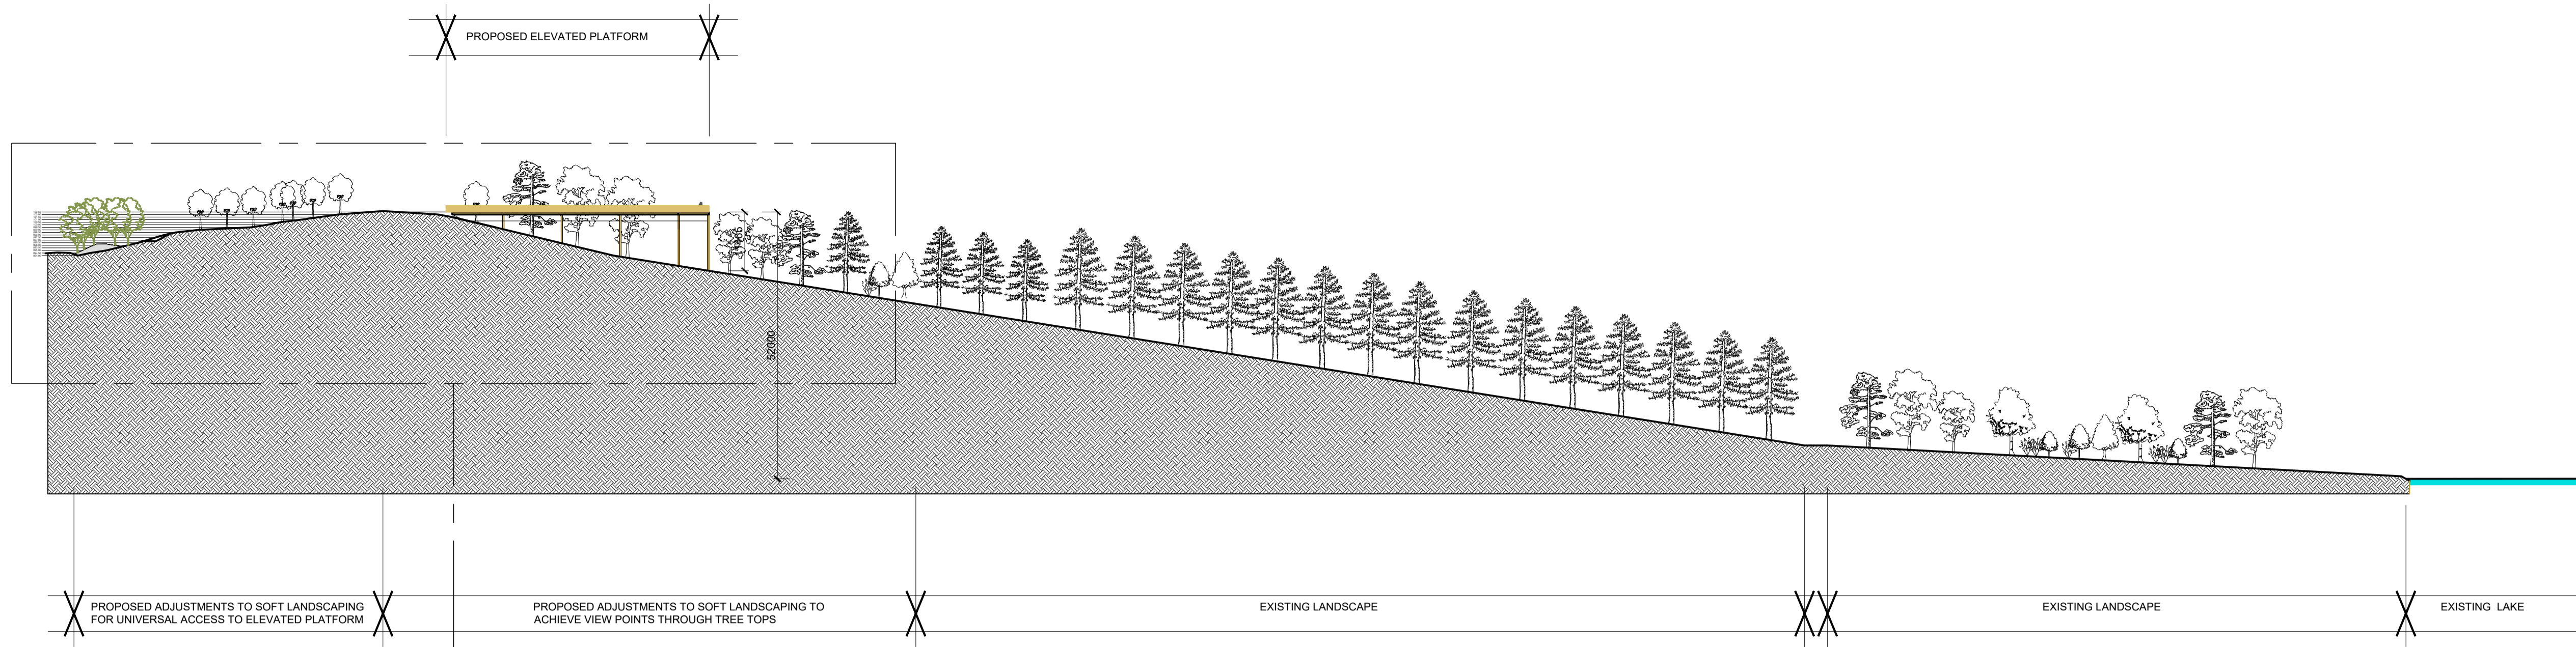 PROPOSED ELEVATED PLATFORM
52000
PROPOSED ADJUSTMENTS TO SOFT LANDSCAPING
FOR UNIVERSAL ACCESS TO ELEVATED PLATFORM
PROPOSED ADJUSTMENTS TO SOFT LANDSCAPING TO
ACHIEVE VIEW POINTS THROUGH TREE TOPS
EXISTING LANDSCAPE
EXISTING LANDSCAPE
EXISTING LAKE